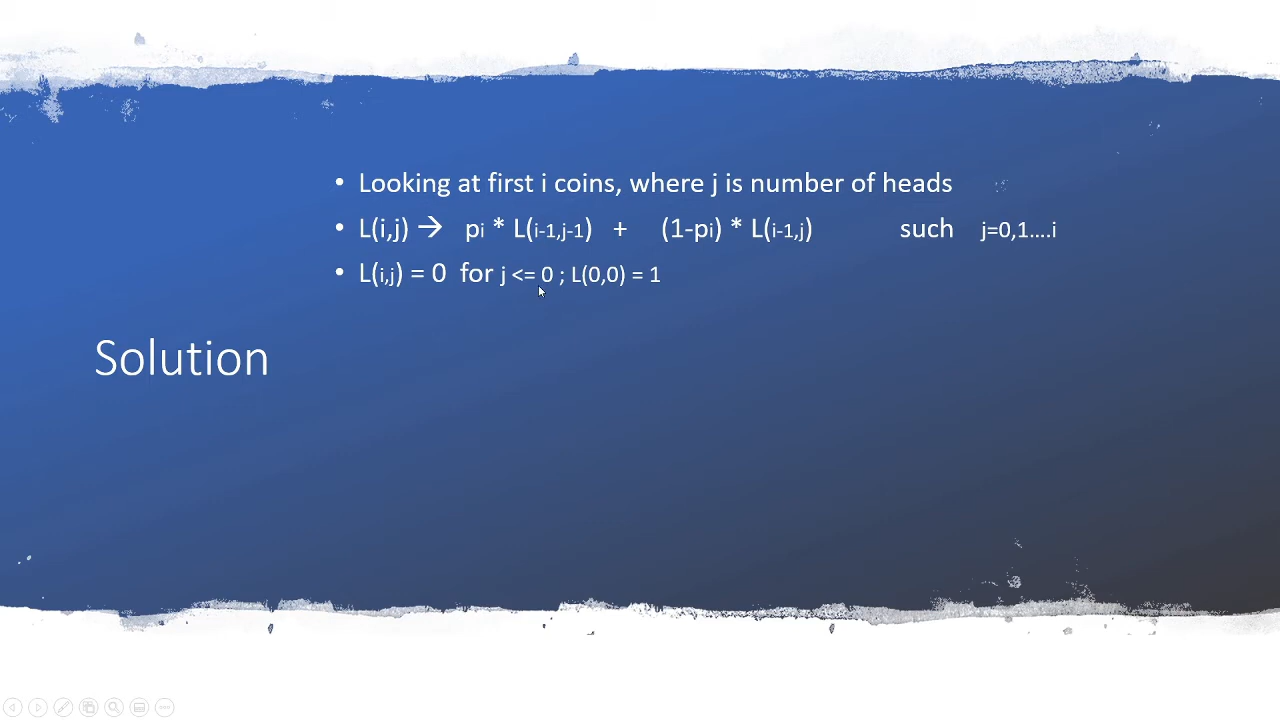 • Looking at first i coins, where j is number of heads
• L(i,j) → pi * L(i-1,j-1) + (1-pi) * L(i-1,j) such j=0,1....i
• L(i,j) = 0 for j <= 0 ; L(0,0) = 1
Solution